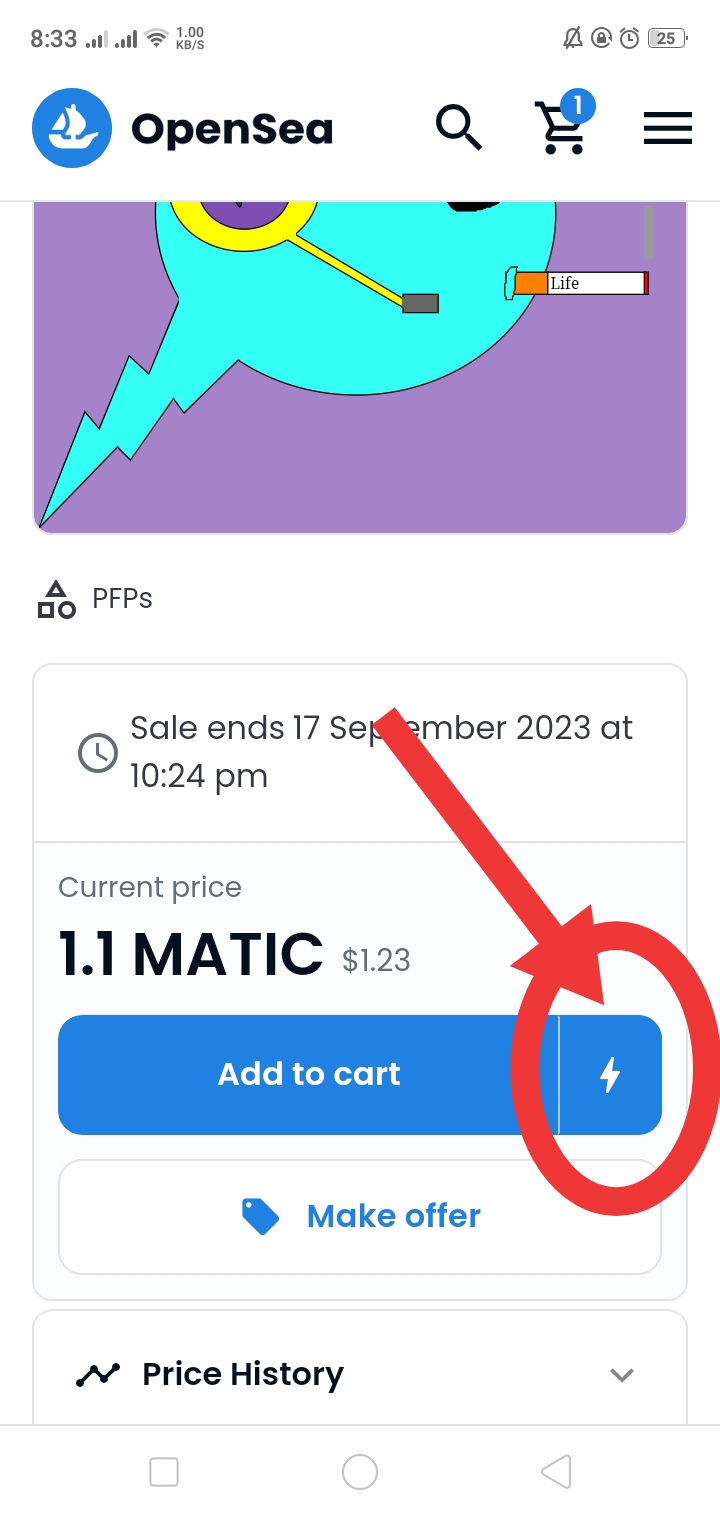 8:33
1.00
KB/S
25
OpenSea
1
Life
PFPs
Sale ends 17 Sep ember 2023 at
10:24 pm
Current price
1.1 MATIC $1.23
Add to cart
Make offer
Price History